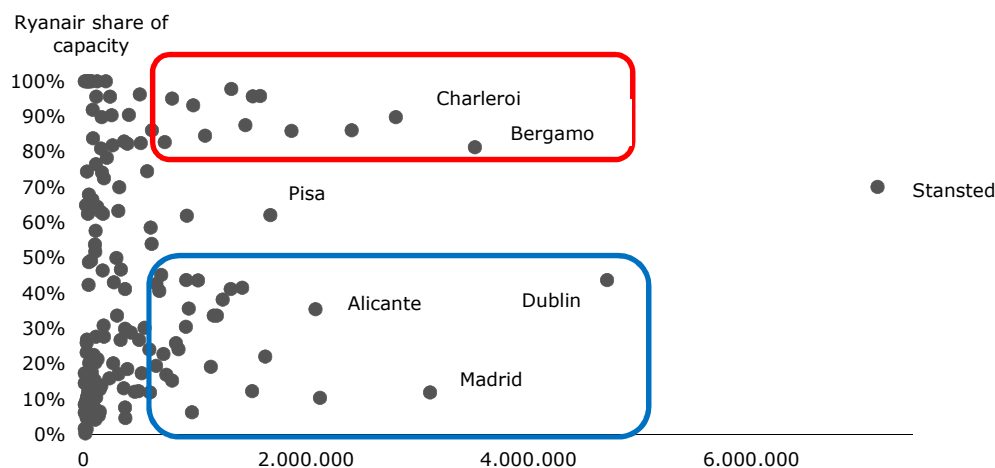 Ryanair share of
capacity
100%
90%
80%
70%
60%
50%
40%
30%
20%
10%
0%
Charleroi
Bergamo
Pisa
Stansted
Alicante
Dublin
Madrid
0
2.000.000
4.000.000
6.000.000